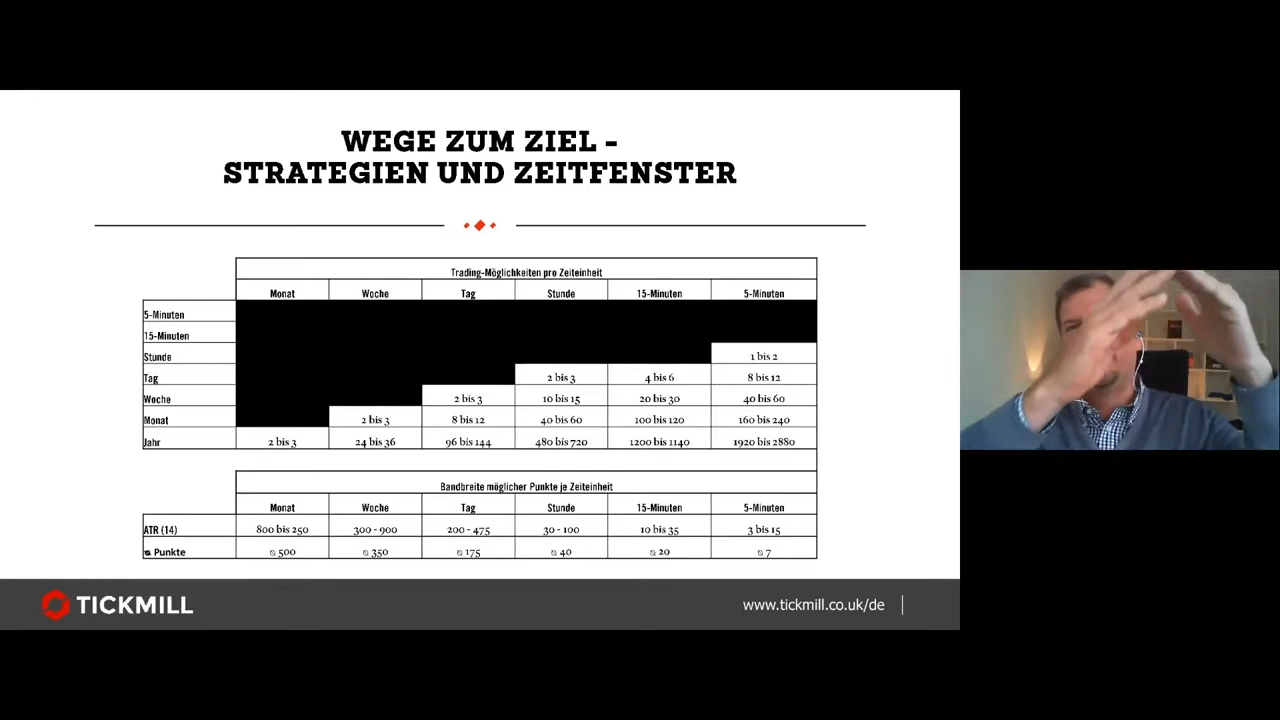 WEGE ZUM ZIEL -
STRATEGIEN UND ZEITFENSTER
Trading-Möglichkeiten pro Zeiteinheit
Monat Woche Tag Stunde 15-Minuten 5-Minuten
5-Minuten
15-Minuten
Stunde 1 bis 2
Tag 2 bis 3 4 bis 6 8 bis 12
Woche 2 bis 3 10 bis 15 20 bis 30 40 bis 60
Monat 2 bis 3 8 bis 12 40 bis 60 100 bis 120 160 bis 240
Jahr 2 bis 3 24 bis 36 96 bis 144 480 bis 720 1200 bis 1140 1920 bis 2880
Bandbreite möglicher Punkte je Zeiteinheit
Monat Woche Tag Stunde 15-Minuten 5-Minuten
ATR (14) 800 bis 250 300 - 900 200 - 475 30 - 100 10 bis 35 3 bis 15
⌀ Punkte ⌀ 500 ⌀ 350 ⌀ 175 ⌀ 40 ⌀ 20 ⌀ 7
TICKMILL www.tickmill.co.uk/de